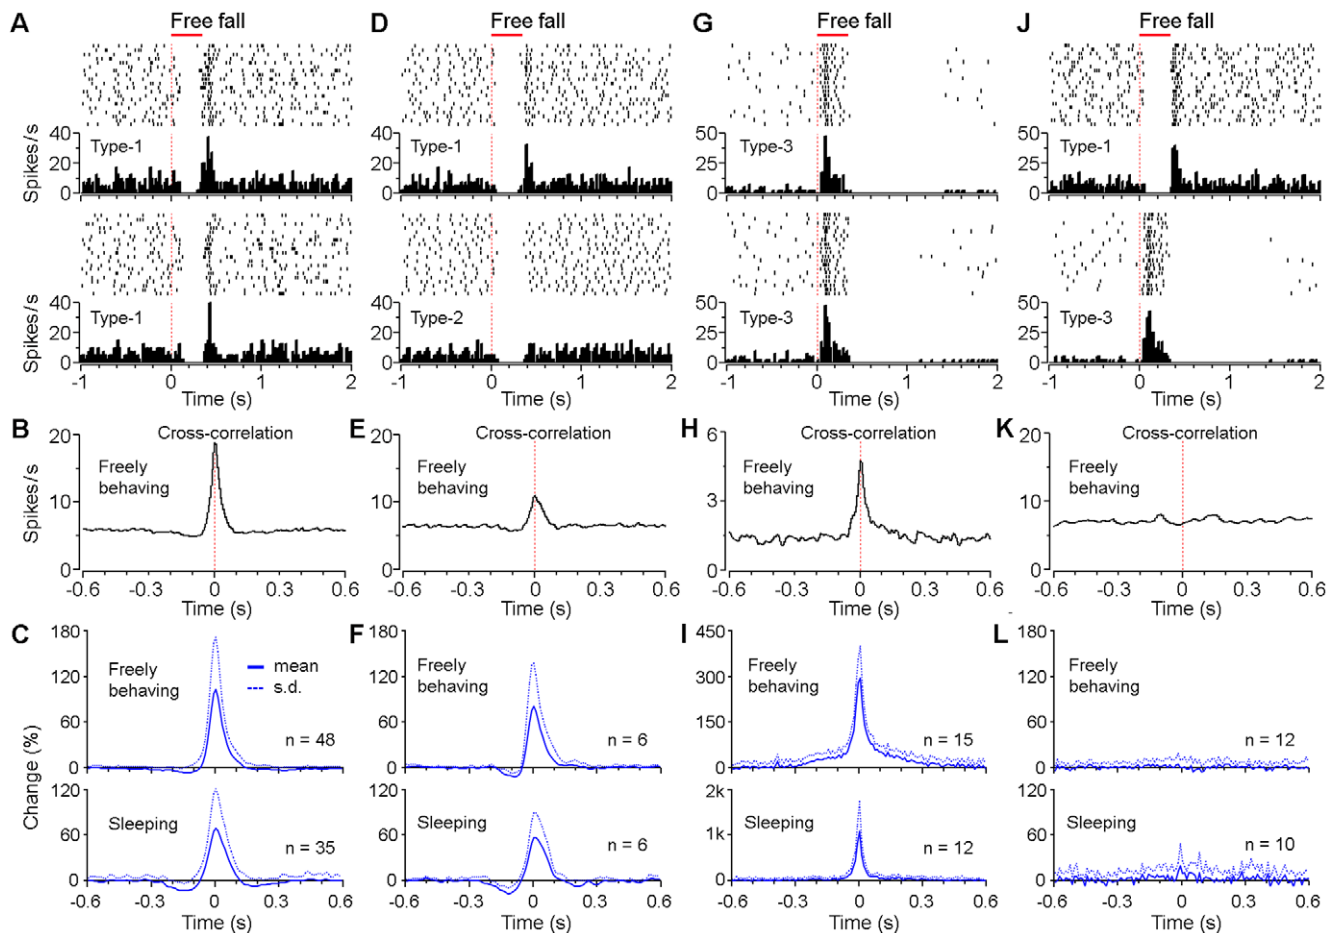 A
Free fall
Spikes/s
40
20
0
Type-1
40
20
0
Type-1
-1
0
1
2
Time (s)
D
Free fall
40
20
0
Type-1
40
20
0
Type-2
-1
0
1
2
Time (s)
G
Free fall
50
25
0
Type-3
50
25
0
Type-3
-1
0
1
2
Time (s)
J
Free fall
50
25
0
Type-1
50
25
0
Type-3
-1
0
1
2
Time (s)
B
Cross-correlation
Freely
behaving
Spikes/s
20
10
0
-0.6
-0.3
0
0.3
0.6
Time (s)
E
Cross-correlation
Freely
behaving
20
10
0
-0.6
-0.3
0
0.3
0.6
Time (s)
H
Cross-correlation
Freely
behaving
6
3
0
-0.6
-0.3
0
0.3
0.6
Time (s)
K
Cross-correlation
Freely
behaving
20
10
0
-0.6
-0.3
0
0.3
0.6
Time (s)
C
Change (%)
180
120
60
0
Freely
behaving
mean
s.d.
n = 48
120
60
0
Sleeping
n = 35
-0.6
-0.3
0
0.3
0.6
Time (s)
F
180
120
60
0
Freely
behaving
n = 6
120
60
0
Sleeping
n = 6
-0.6
-0.3
0
0.3
0.6
Time (s)
I
450
300
150
0
Freely
behaving
n = 15
2k
1k
0
Sleeping
n = 12
-0.6
-0.3
0
0.3
0.6
Time (s)
L
180
120
60
0
Freely
behaving
n = 12
120
60
0
Sleeping
n = 10
-0.6
-0.3
0
0.3
0.6
Time (s)